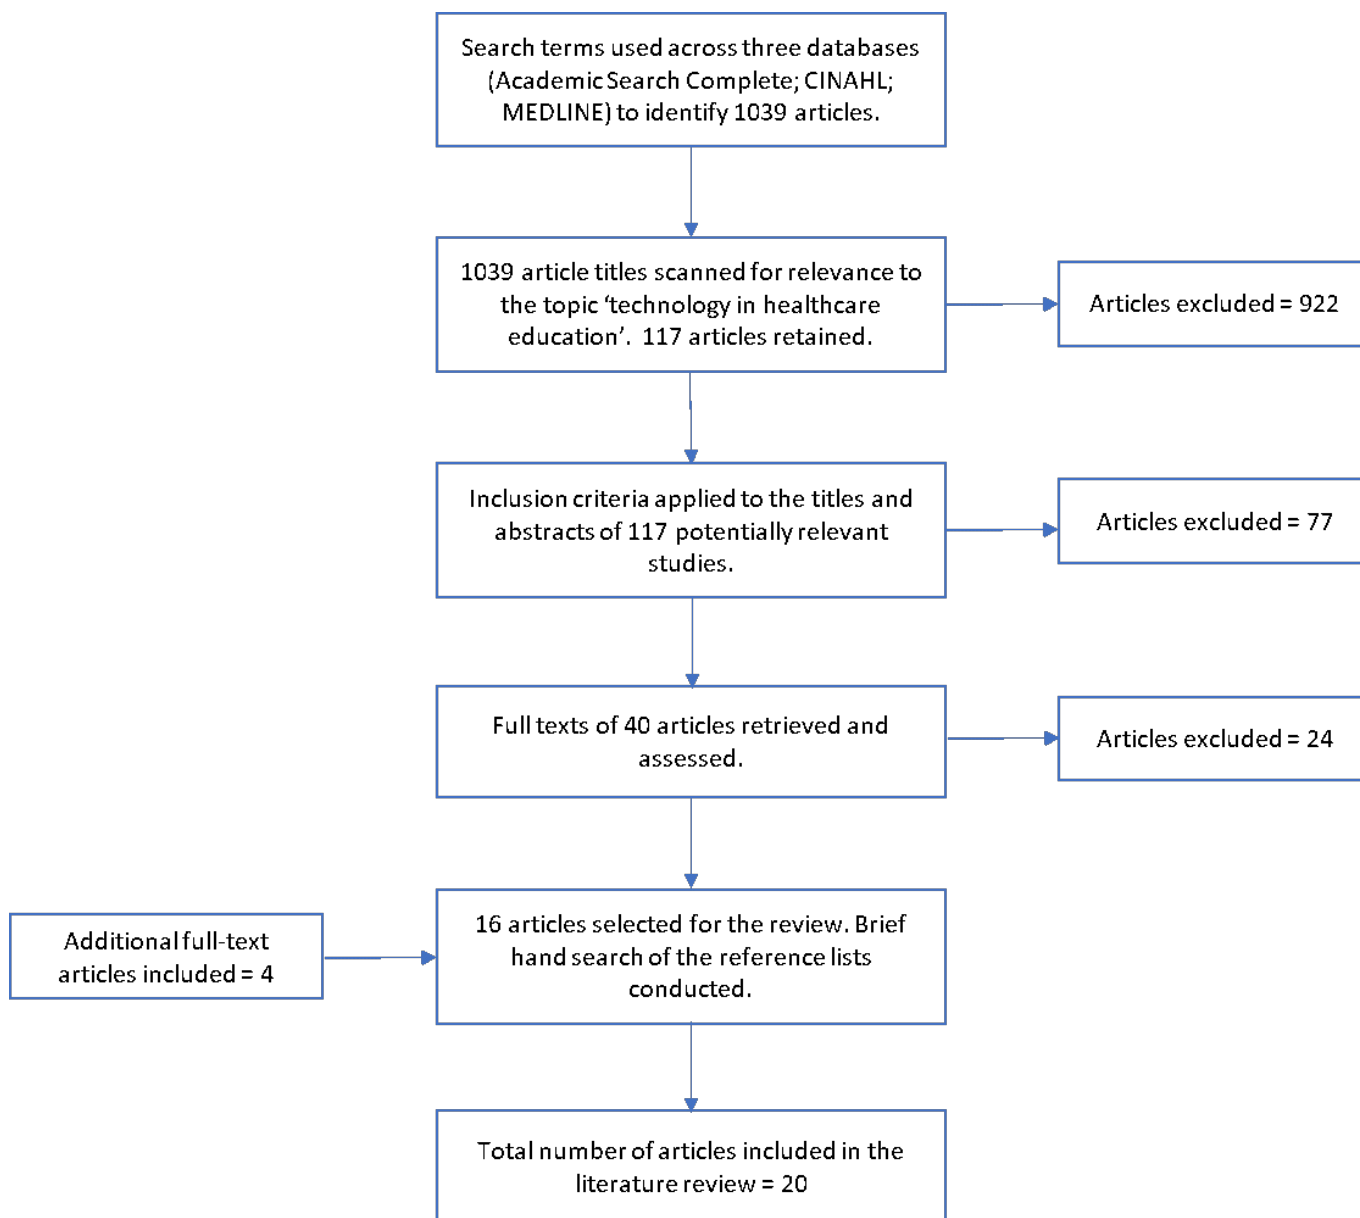 Search terms used across three databases
(Academic Search Complete; CINAHL;
MEDLINE) to identify 1039 articles.
1039 article titles scanned for relevance to
the topic ‘technology in healthcare
education’. 117 articles retained.
Articles excluded = 922
Inclusion criteria applied to the titles and
abstracts of 117 potentially relevant
studies.
Articles excluded = 77
Full texts of 40 articles retrieved and
assessed.
Articles excluded = 24
Additional full-text
articles included = 4
16 articles selected for the review. Brief
hand search of the reference lists
conducted.
Total number of articles included in the
literature review = 20